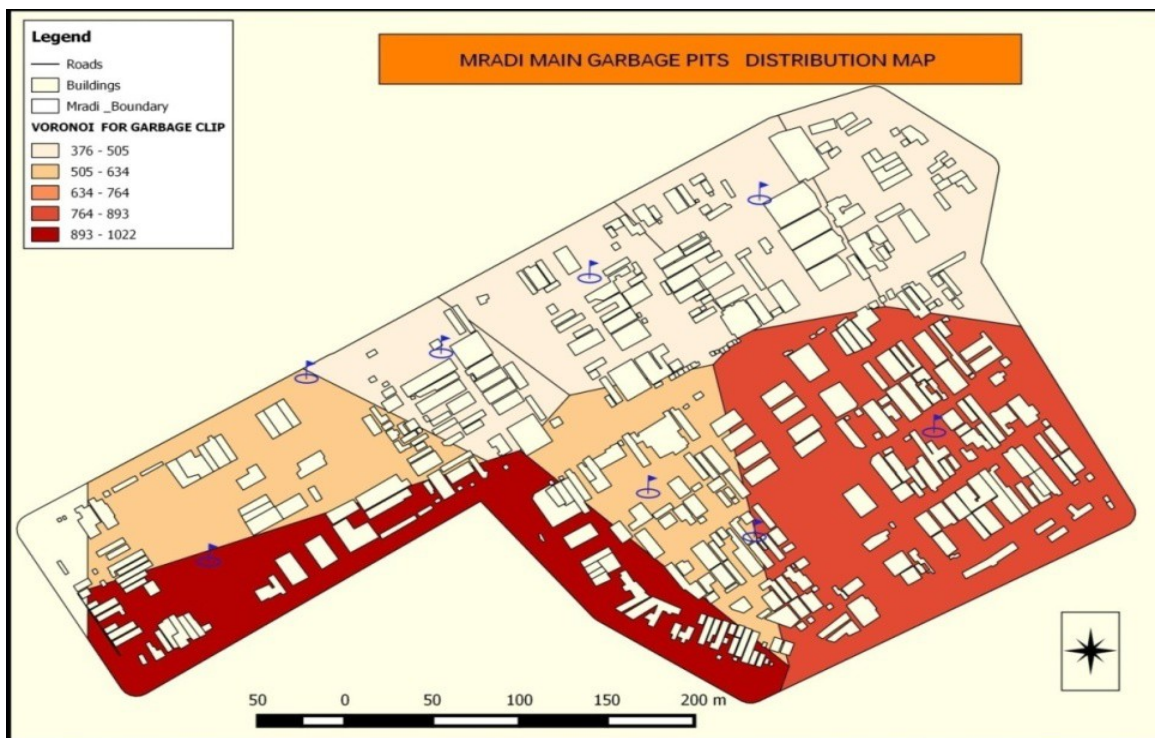 Legend
Roads
Buildings
Mradi _Boundary
VORONOI FOR GARBAGE CLIP
376 - 505
505 - 634
634 - 764
764 - 893
893 - 1022
MRADI MAIN GARBAGE PITS DISTRIBUTION MAP
50 0 50 100 150 200 m